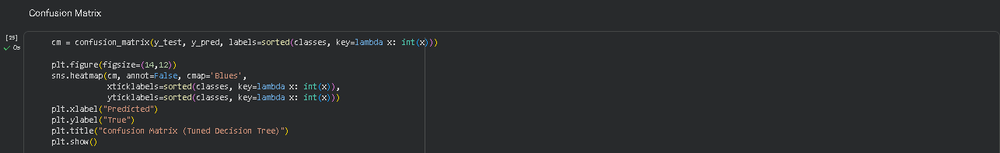 Confusion Matrix
[25]
0s
cm = confusion_matrix(y_test, y_pred, labels=sorted(classes, key=lambda x: int(x)))
plt.figure(figsize=(14,12))
sns.heatmap(cm, annot=False, cmap='Blues',
xticklabels=sorted(classes, key=lambda x: int(x)),
yticklabels=sorted(classes, key=lambda x: int(x)))
plt.xlabel("Predicted")
plt.ylabel("True")
plt.title("Confusion Matrix (Tuned Decision Tree)")
plt.show()